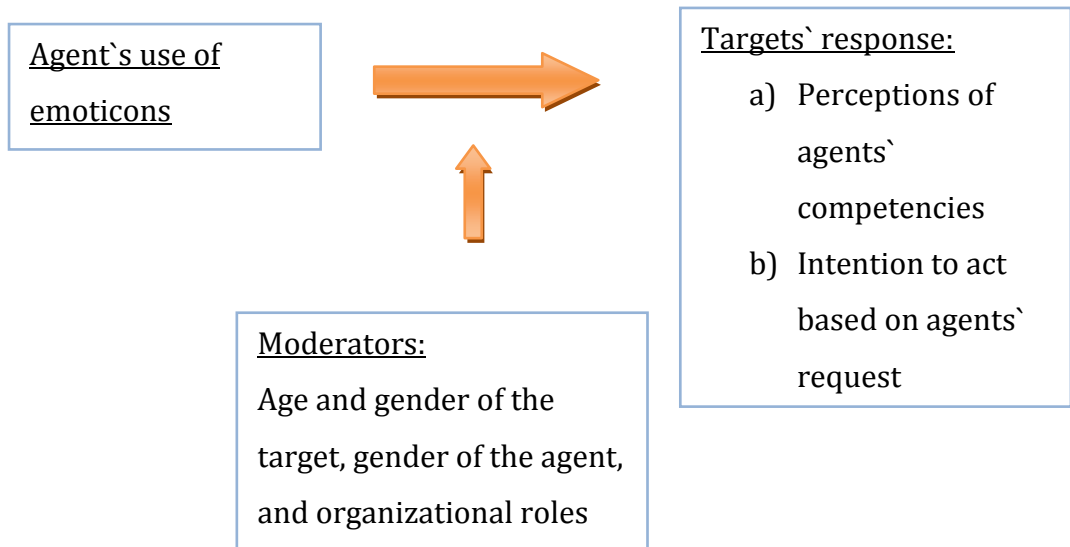 Agent`s use of
emoticons
Targets` response:
a) Perceptions of
agents`
competencies
b) Intention to act
based on agents`
request
Moderators:
Age and gender of the
target, gender of the agent,
and organizational roles